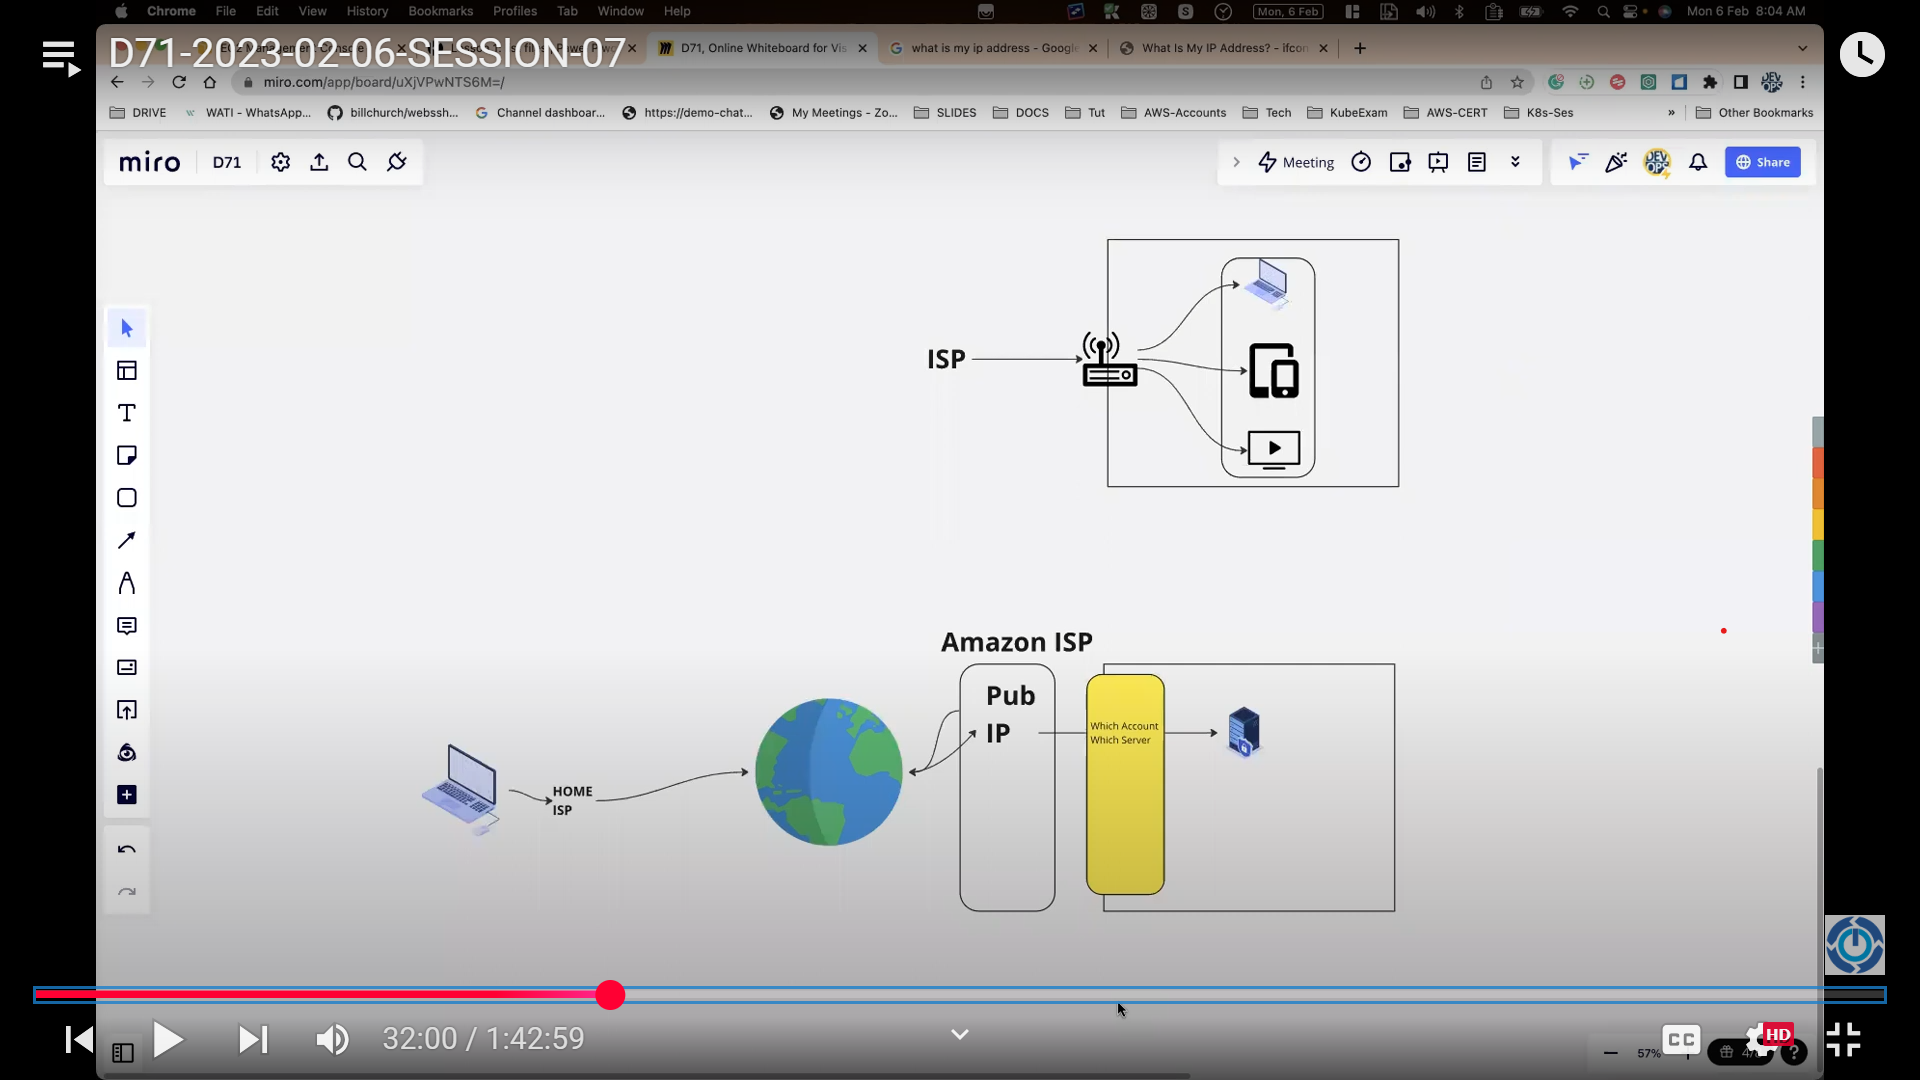 Chrome File Edit View History Bookmarks Profiles Tab Window Help
Mon, 6 Feb
Mon 6 Feb 8:04 AM
D71-2023-02-06-SESSION-07
D71, Online Whiteboard for Vis
what is my ip address - Google
What Is My IP Address? - ifcon
miro.com/app/board/uXjVPwNTS6M=/
DRIVE
WATI - WhatsApp...
billchurch/webssh...
Channel dashboar...
https://demo-chat...
My Meetings - Zo...
SLIDES
DOCS
Tut
AWS-Accounts
Tech
KubeExam
AWS-CERT
K8s-Ses
»
Other Bookmarks
miro
D71
Meeting
DEV OPS
Share
ISP
Amazon ISP
Pub
IP
Which Account
Which Server
HOME
ISP
32:00 / 1:42:59
CC
HD
57%
?